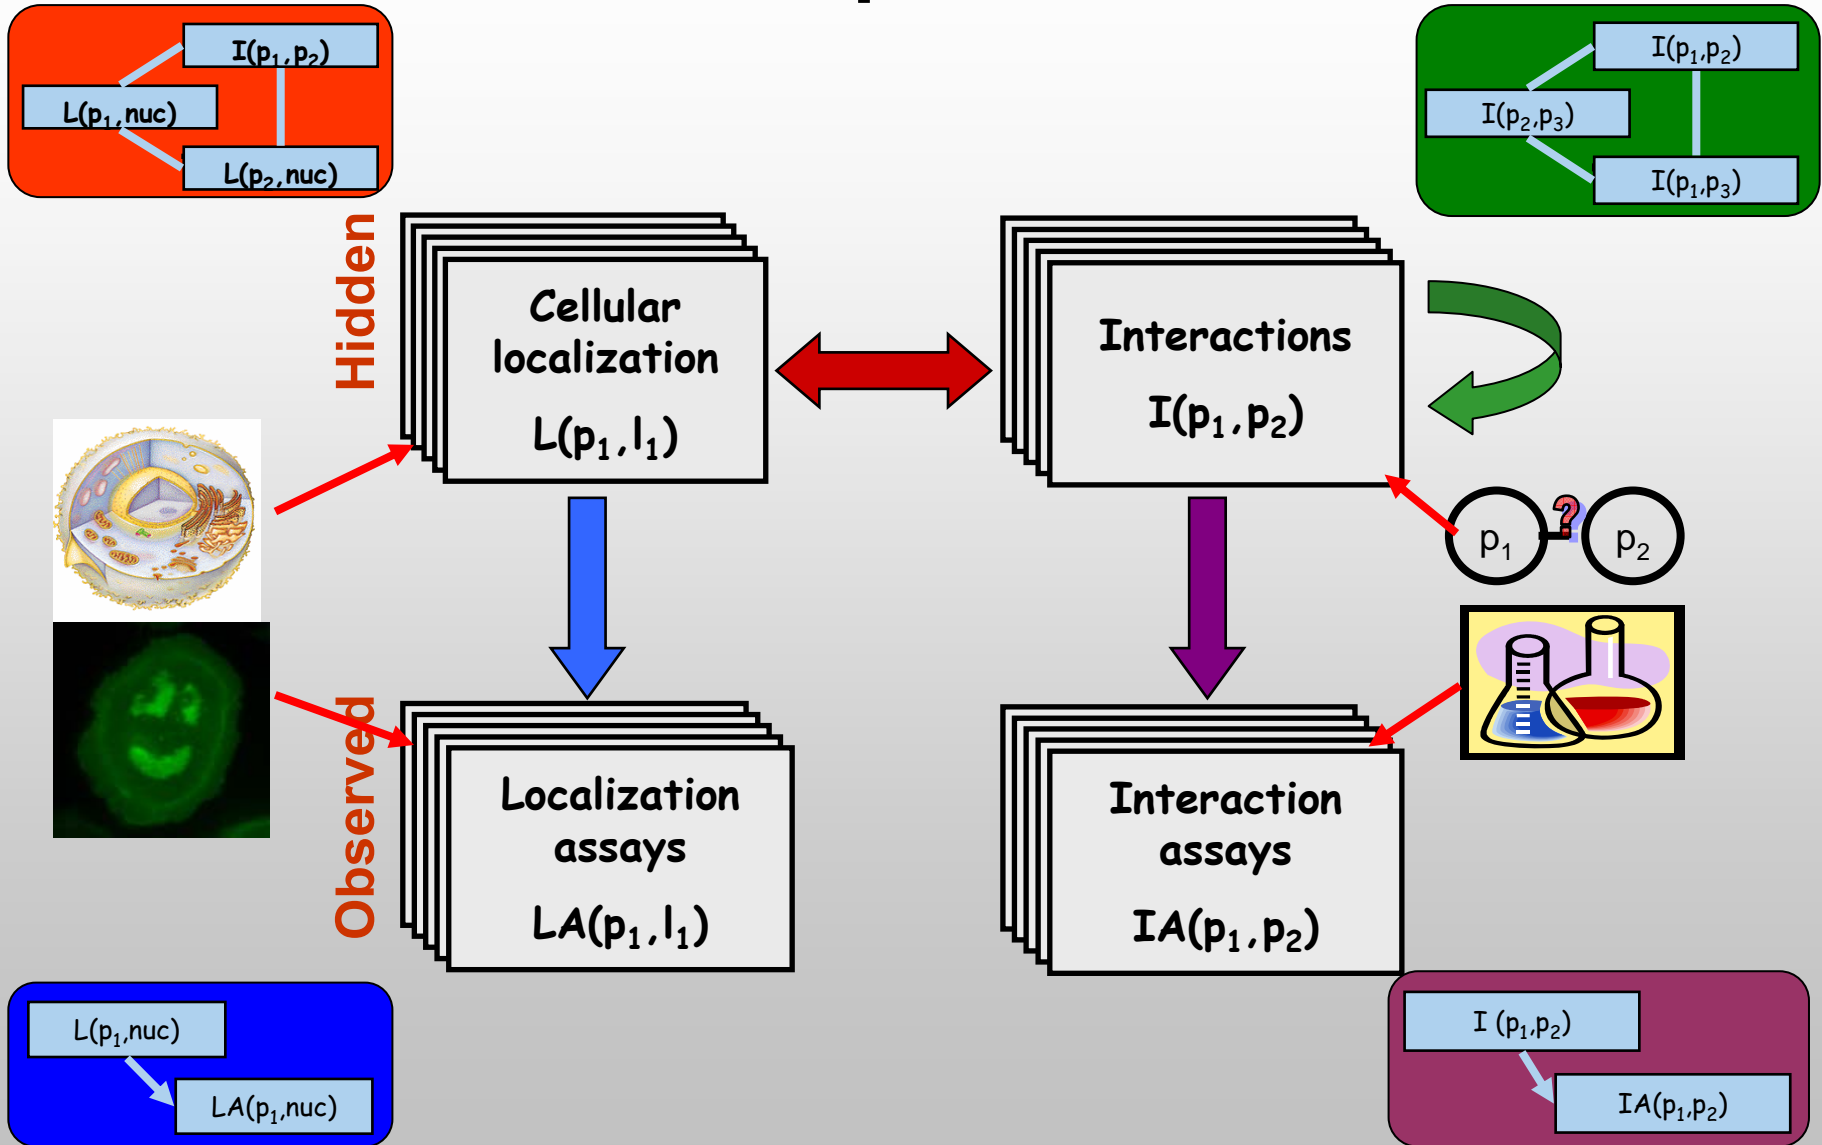 I(p₁,p₂)
L(p₁,nuc)
L(p₂,nuc)
I(p₁,p₂)
I(p₂,p₃)
I(p₁,p₃)
Hidden
Cellular
localization
L(p₁,l₁)
Interactions
I(p₁,p₂)
p₁
?
p₂
Observed
Localization
assays
LA(p₁,l₁)
Interaction
assays
IA(p₁,p₂)
L(p₁,nuc)
LA(p₁,nuc)
I (p₁,p₂)
IA(p₁,p₂)